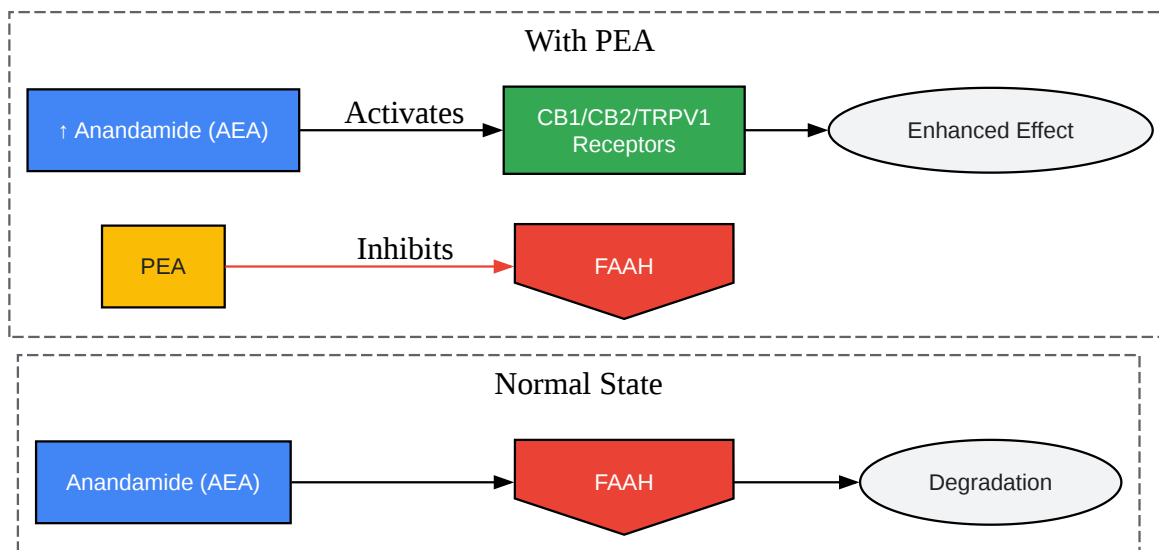 With PEA
↑ Anandamide (AEA)
Activates
CB1/CB2/TRPV1
Receptors
Enhanced Effect
PEA
Inhibits
FAAH
Normal State
Anandamide (AEA)
FAAH
Degradation